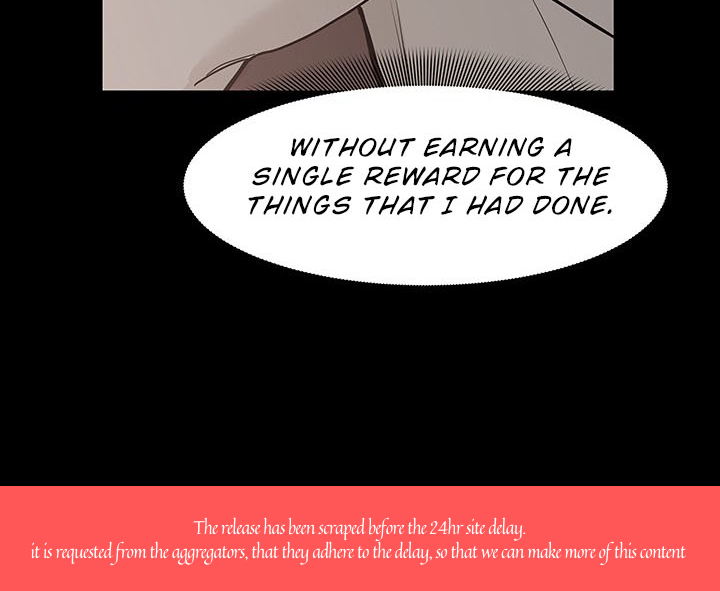 WITHOUT EARNING A
SINGLE REWARD FOR THE
THINGS THAT I HAD DONE.
The release has been scraped before the 24hr site delay.
it is requested from the aggregators, that they adhere to the delay, so that we can make more of this content